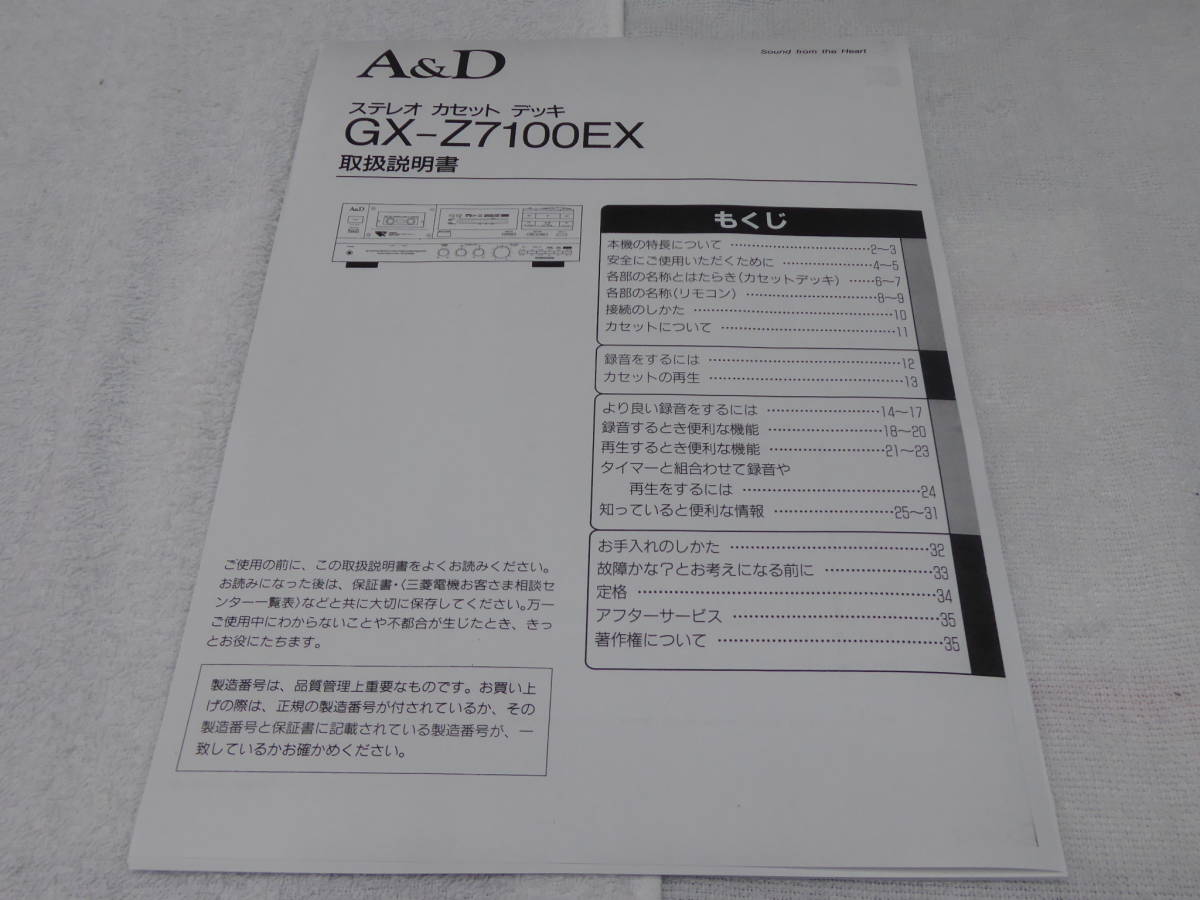 A&D
Sound from the Heart
ステレオ カセット デッキ
GX-Z7100EX
取扱説明書
A&D
もくじ
本機の特長について ……………………………2〜3
安全にご使用いただくために …………………4〜5
各部の名称とはたらき(カセットデッキ) ……6〜7
各部の名称(リモコン) …………………………8〜9
接続のしかた ……………………………………10
カセットについて ………………………………11
録音をするには …………………………………12
カセットの再生 …………………………………13
より良い録音をするには …………………14〜17
録音するとき便利な機能 …………………18〜20
再生するとき便利な機能 …………………21〜23
タイマーと組合わせて録音や
再生をするには …………………………………24
知っていると便利な情報 …………………25〜31
お手入れのしかた ………………………………32
故障かな?とお考えになる前に …………………33
定格 ………………………………………………34
アフターサービス ………………………………35
著作権について …………………………………35
ご使用の前に、この取扱説明書をよくお読みください。
お読みになった後は、保証書・〈三菱電機お客さま相談セ
ンター一覧表〉などと共に大切に保存してください。万一
ご使用中にわからないことや不都合が生じたとき、きっ
とお役にたちます。
製造番号は、品質管理上重要なものです。お買い上
げの際は、正規の製造番号が付されているか、その
製造番号と保証書に記載されている製造番号が、一
致しているかお確かめください。